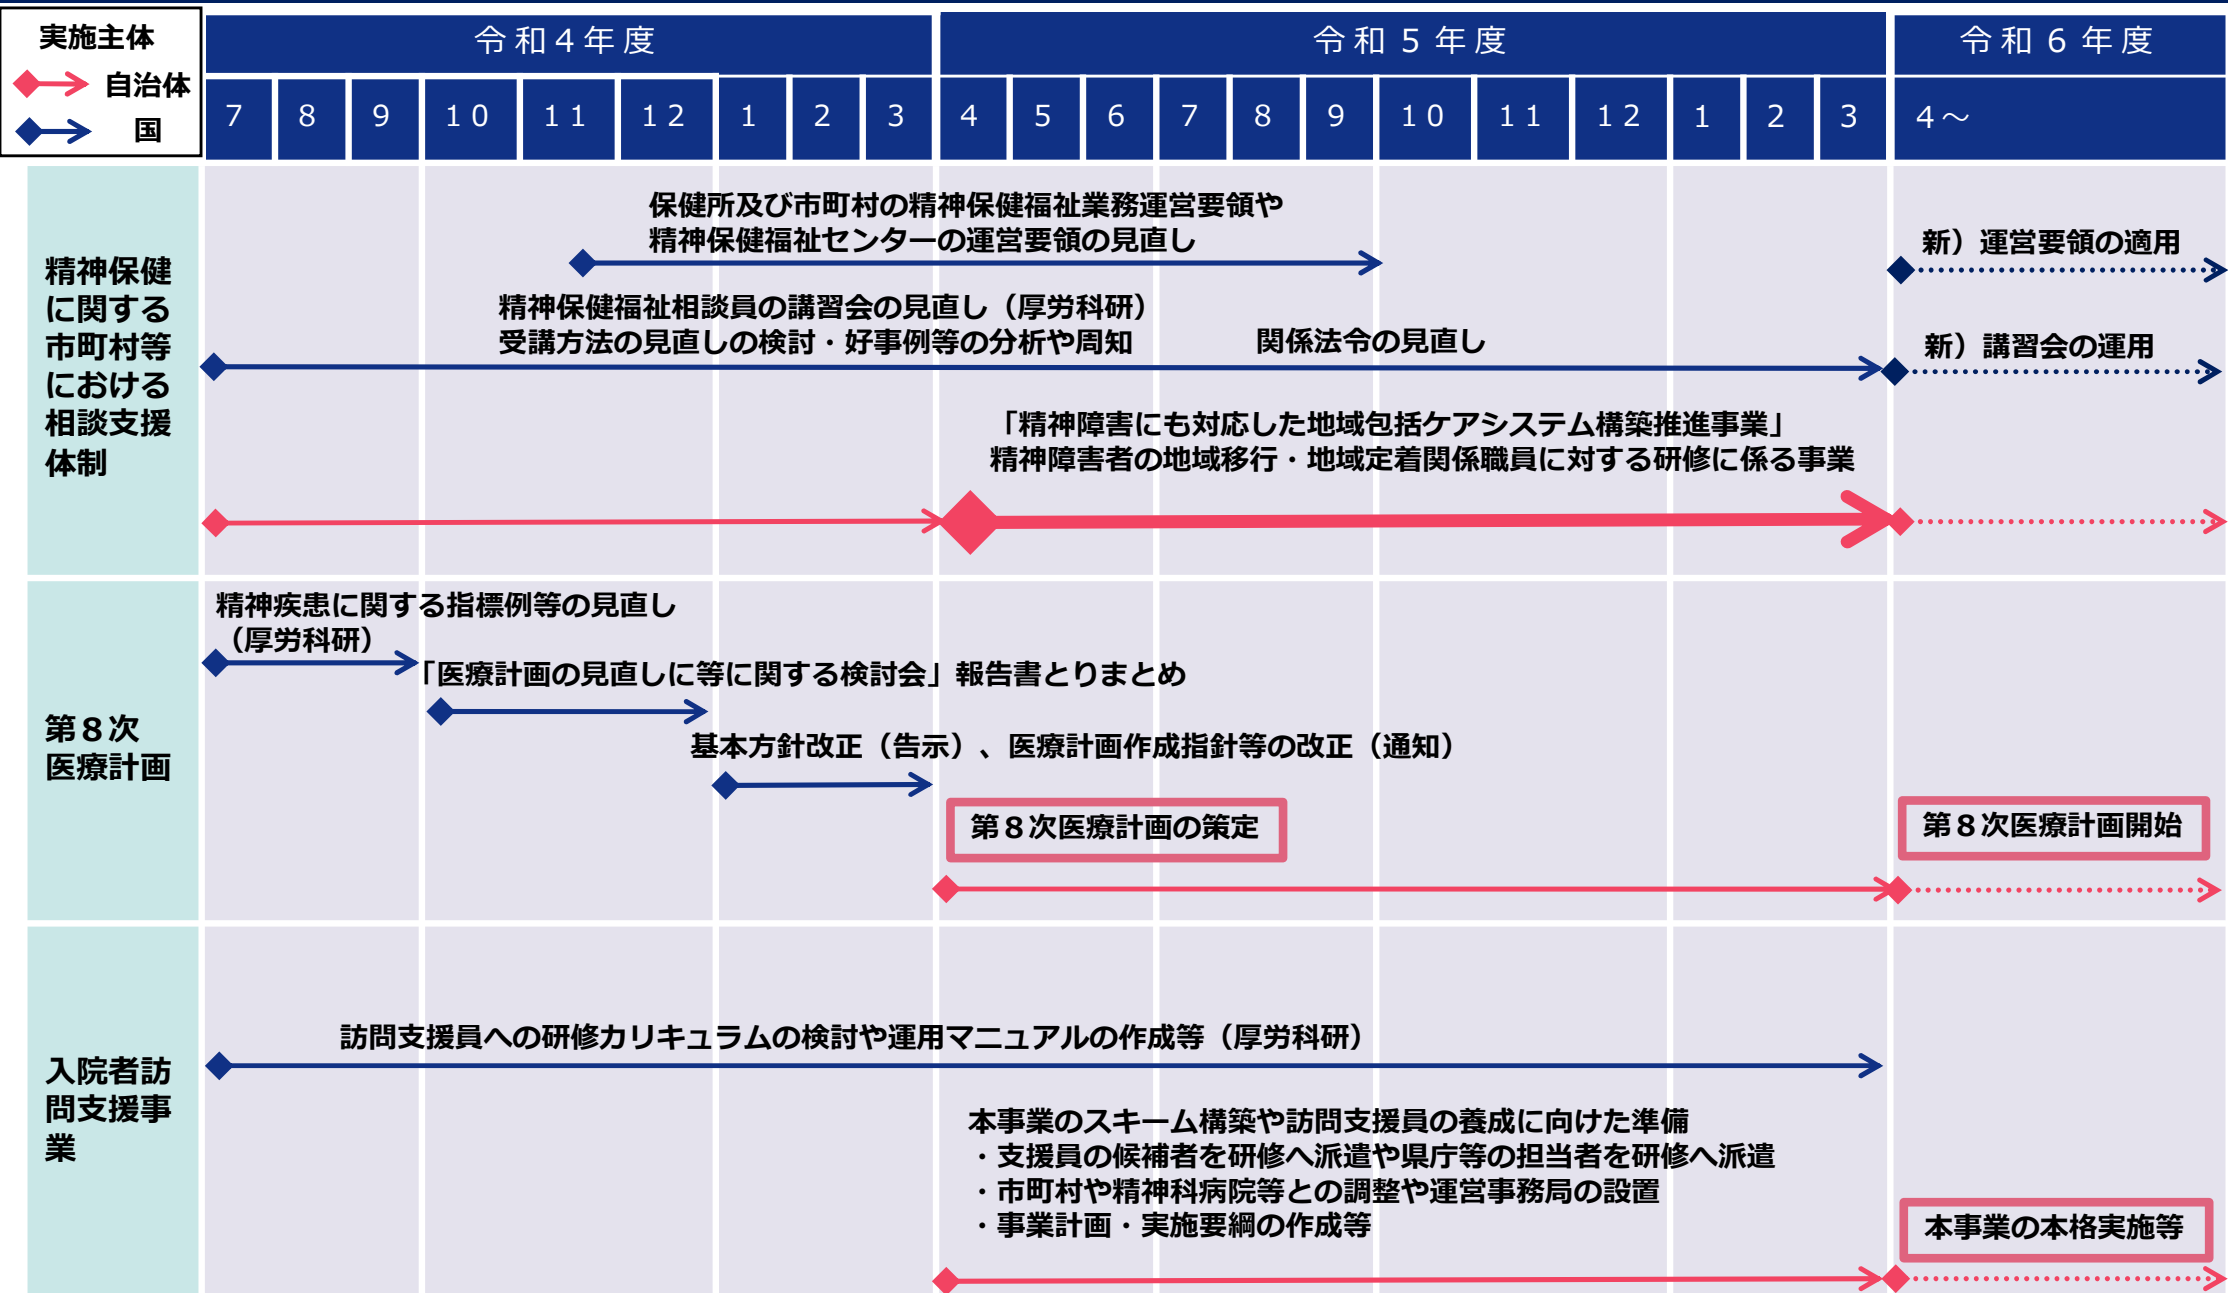 実施主体
自治体
国
令和４年度
令和５年度
令和６年度
7 8 9 １０ １１ １２ 1 2 3 4 5 6 7 8 9 １０ １１ １２ 1 2 3 4～
精神保健
に関する
市町村等
における
相談支援
体制
保健所及び市町村の精神保健福祉業務運営要領や
精神保健福祉センターの運営要領の見直し
新）運営要領の適用
精神保健福祉相談員の講習会の見直し（厚労科研）
受講方法の見直しの検討・好事例等の分析や周知
関係法令の見直し
新）講習会の運用
「精神障害にも対応した地域包括ケアシステム構築推進事業」
精神障害者の地域移行・地域定着関係職員に対する研修に係る事業
第８次
医療計画
精神疾患に関する指標例等の見直し
（厚労科研）
「医療計画の見直しに等に関する検討会」報告書とりまとめ
基本方針改正（告示）、医療計画作成指針等の改正（通知）
第８次医療計画の策定
第８次医療計画開始
入院者訪
問支援事
業
訪問支援員への研修カリキュラムの検討や運用マニュアルの作成等（厚労科研）
本事業のスキーム構築や訪問支援員の養成に向けた準備
・支援員の候補者を研修へ派遣や県庁等の担当者を研修へ派遣
・市町村や精神科病院等との調整や運営事務局の設置
・事業計画・実施要綱の作成等
本事業の本格実施等